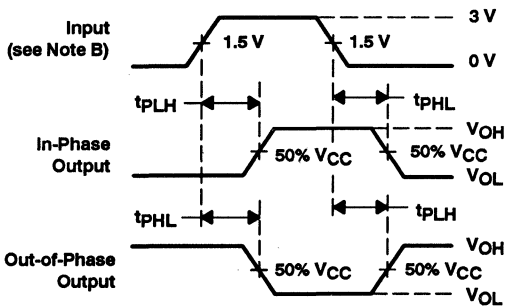 Input
(see Note B)
1.5 V
1.5 V
3 V
0 V
tPLH
tPHL
In-Phase
Output
50% VCC
VOH
50% VCC
VOL
tPHL
tPLH
Out-of-Phase
Output
50% VCC
VOH
50% VCC
VOL